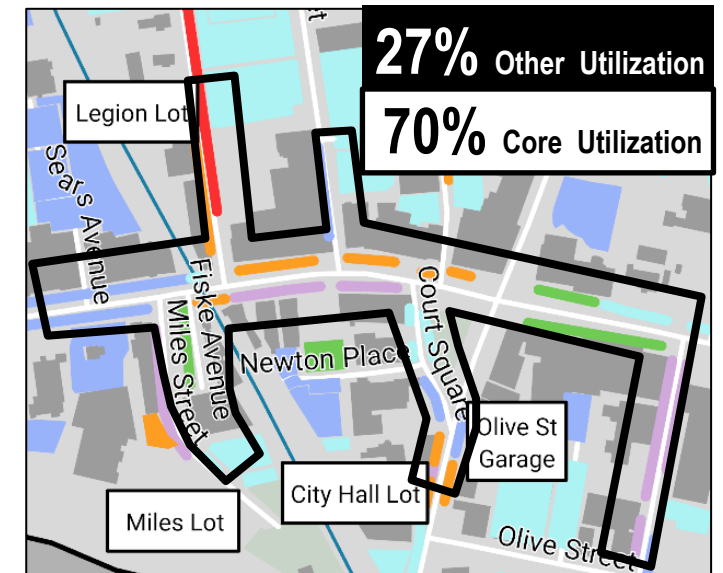 27% Other Utilization
70% Core Utilization
Legion Lot
Sears Avenue
Fiske Avenue
Miles Street
Newton Place
Court Square
Olive St
Garage
City Hall Lot
Miles Lot
Olive Street